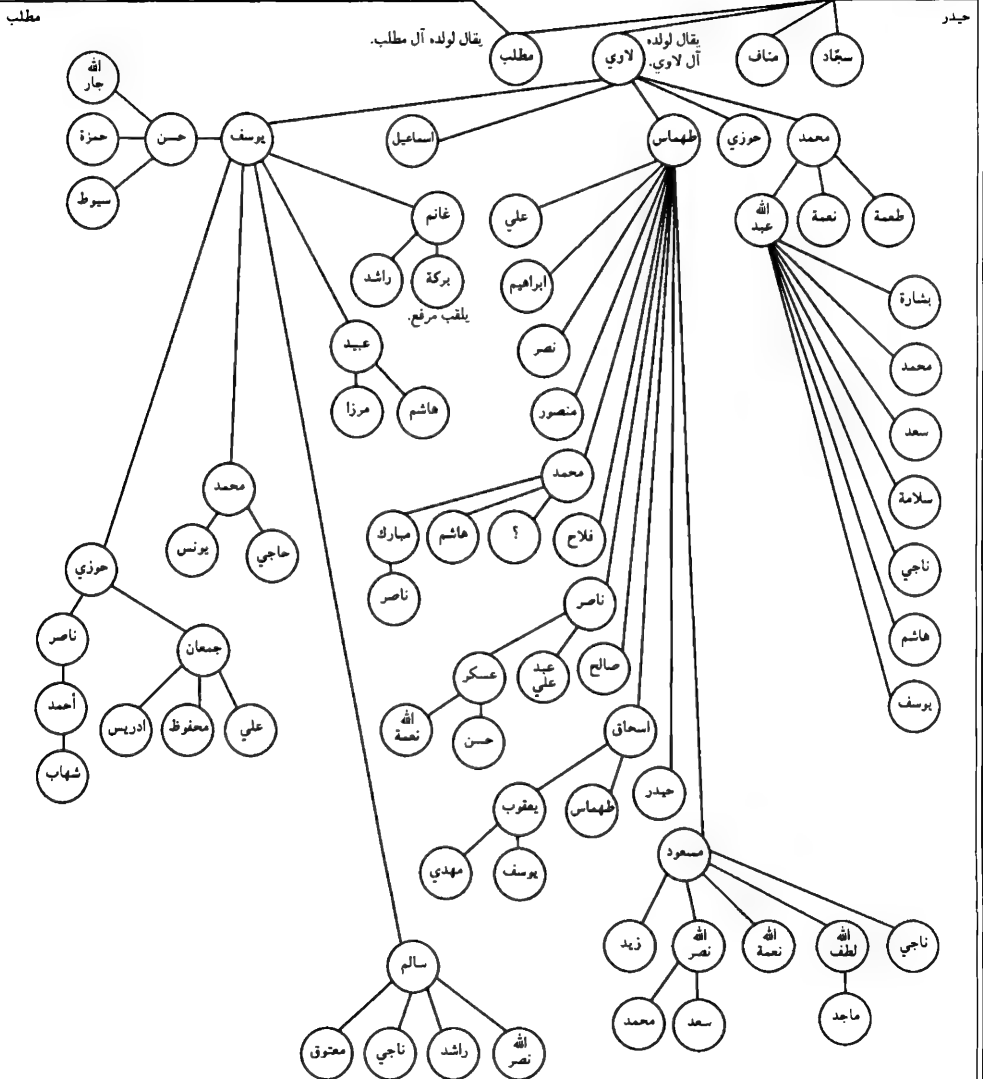 حيدر
مطلب
سجّاد
مناف
يقال لولده
آل لاوي.
لاوي
مطلب
يقال لولده آل مطلب.
محمد
حوزي
طهماس
اسماعيل
يوسف
حسن
الله
جار
حمزة
سيوط
طعمة
نعمة
الله
عبد
علي
غانم
بركة
راشد
يلقب مرفع.
ابراهيم
بشارة
نصر
عبيد
محمد
هاشم
مرزا
منصور
سعد
محمد
محمد
سلامة
فلاح
؟
هاشم
مبارك
حاجي
يونس
ناجي
ناصر
ناصر
حوزي
هاشم
صالح
عبد
علي
عسكر
جمعان
ناصر
يوسف
اسحاق
حسن
الله
نعمة
علي
محفوظ
ادريس
أحمد
شهاب
حيدر
طهماس
يعقوب
يوسف
مهدي
مسعود
ناجي
الله
لطف
الله
نعمة
الله
نصر
زيد
سالم
ماجد
سعد
محمد
الله
نصر
راشد
ناجي
معتوق